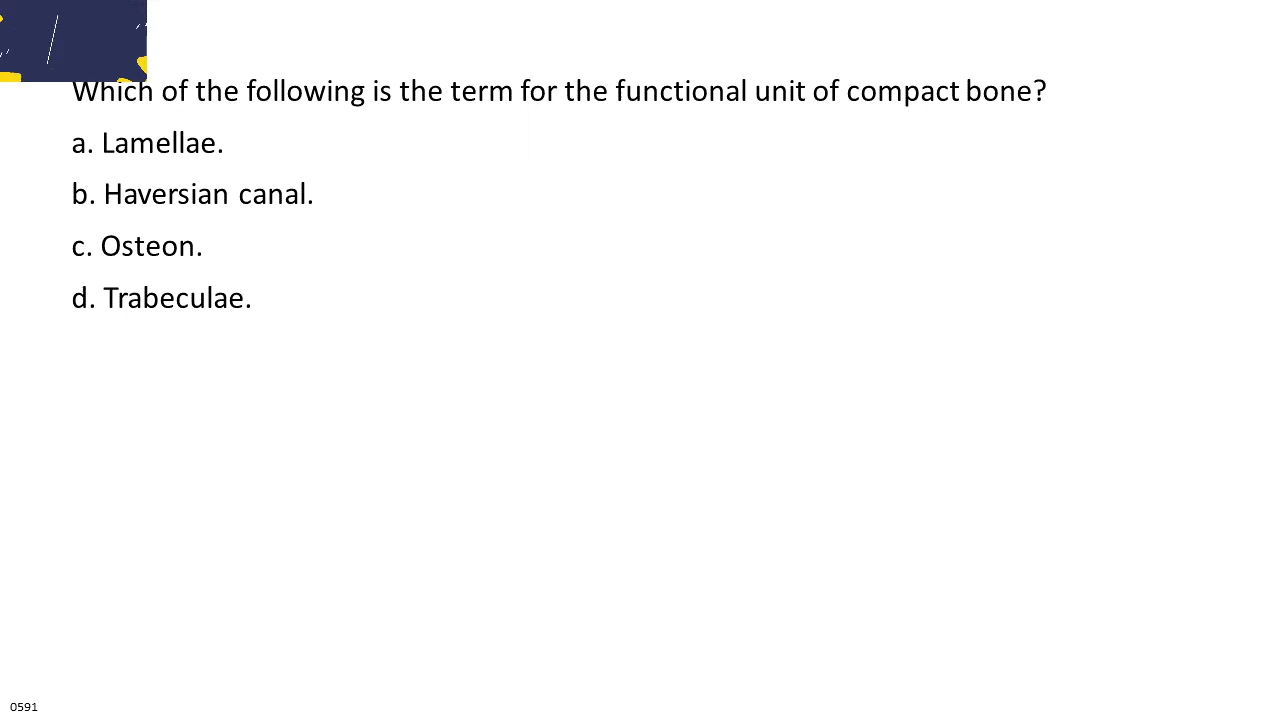 Which of the following is the term for the functional unit of compact bone?
a. Lamellae.
b. Haversian canal.
c. Osteon.
d. Trabeculae.
0591